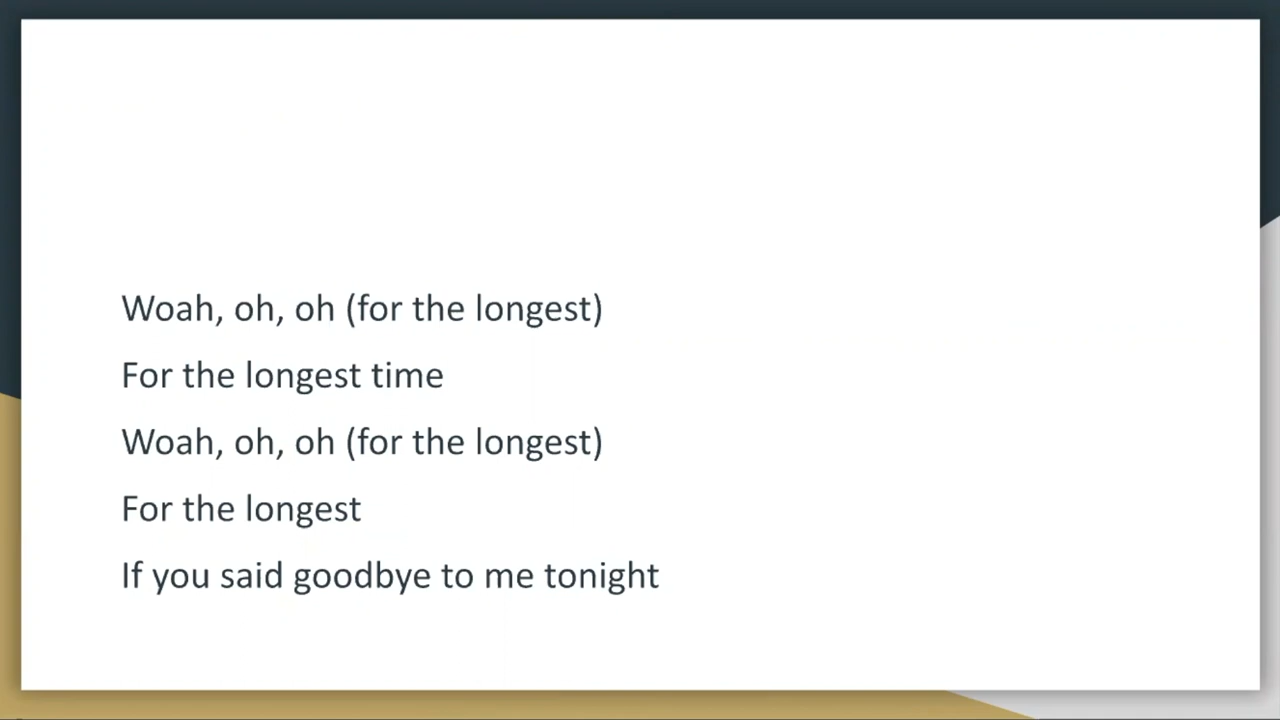 Woah, oh, oh (for the longest)
For the longest time
Woah, oh, oh (for the longest)
For the longest
If you said goodbye to me tonight